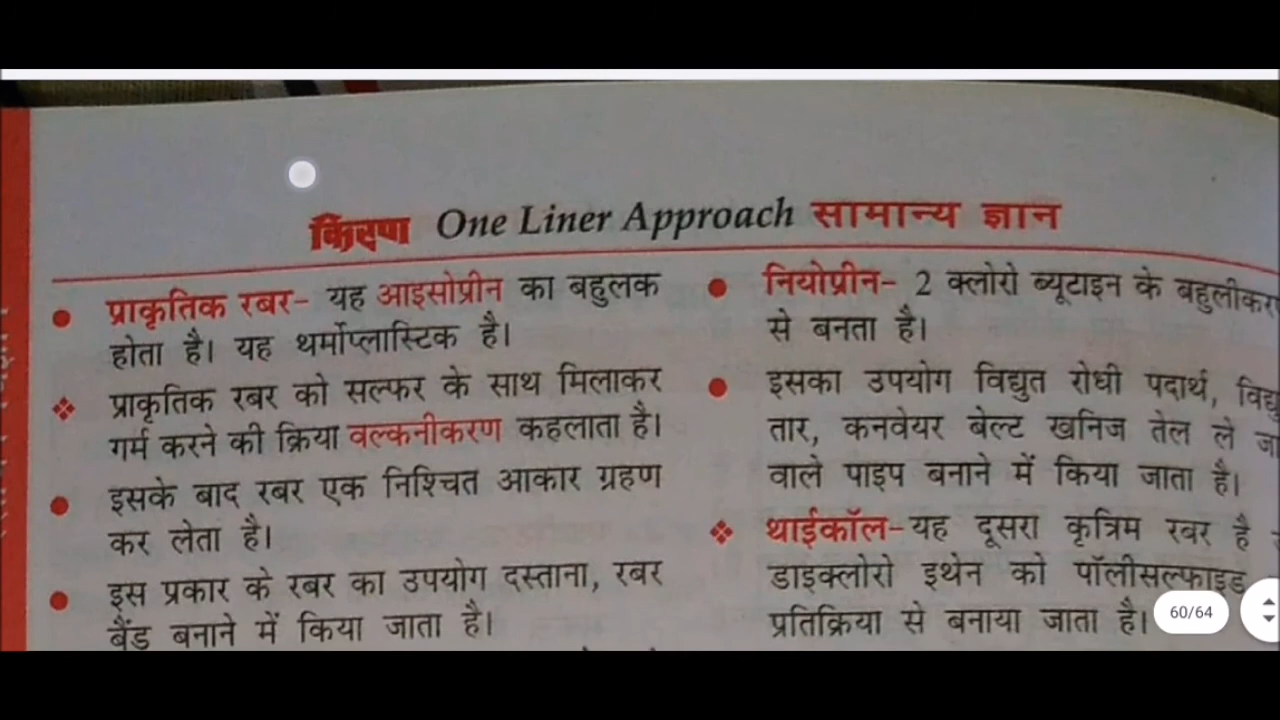 किरण One Liner Approach सामान्य ज्ञान
प्राकृतिक रबर– यह आइसोप्रीन का बहुलक
होता है। यह थर्मोप्लास्टिक है।
प्राकृतिक रबर को सल्फर के साथ मिलाकर
गर्म करने की क्रिया वल्कनीकरण कहलाता है।
इसके बाद रबर एक निश्चित आकार ग्रहण
कर लेता है।
इस प्रकार के रबर का उपयोग दस्ताना, रबर
बैंड बनाने में किया जाता है।
नियोप्रीन– 2 क्लोरो ब्यूटाइन के
से बनता है।
इसका उपयोग विद्युत रोधी पदार्थ,
तार, कनवेयर बेल्ट खनिज तेल ले
वाले पाइप बनाने में किया जाता है।
थाईकॉल–यह दूसरा कृत्रिम रबर है
डाइक्लोरो इथेन को पॉलीसल्फाइड
प्रतिक्रिया से बनाया जाता है।
60/64